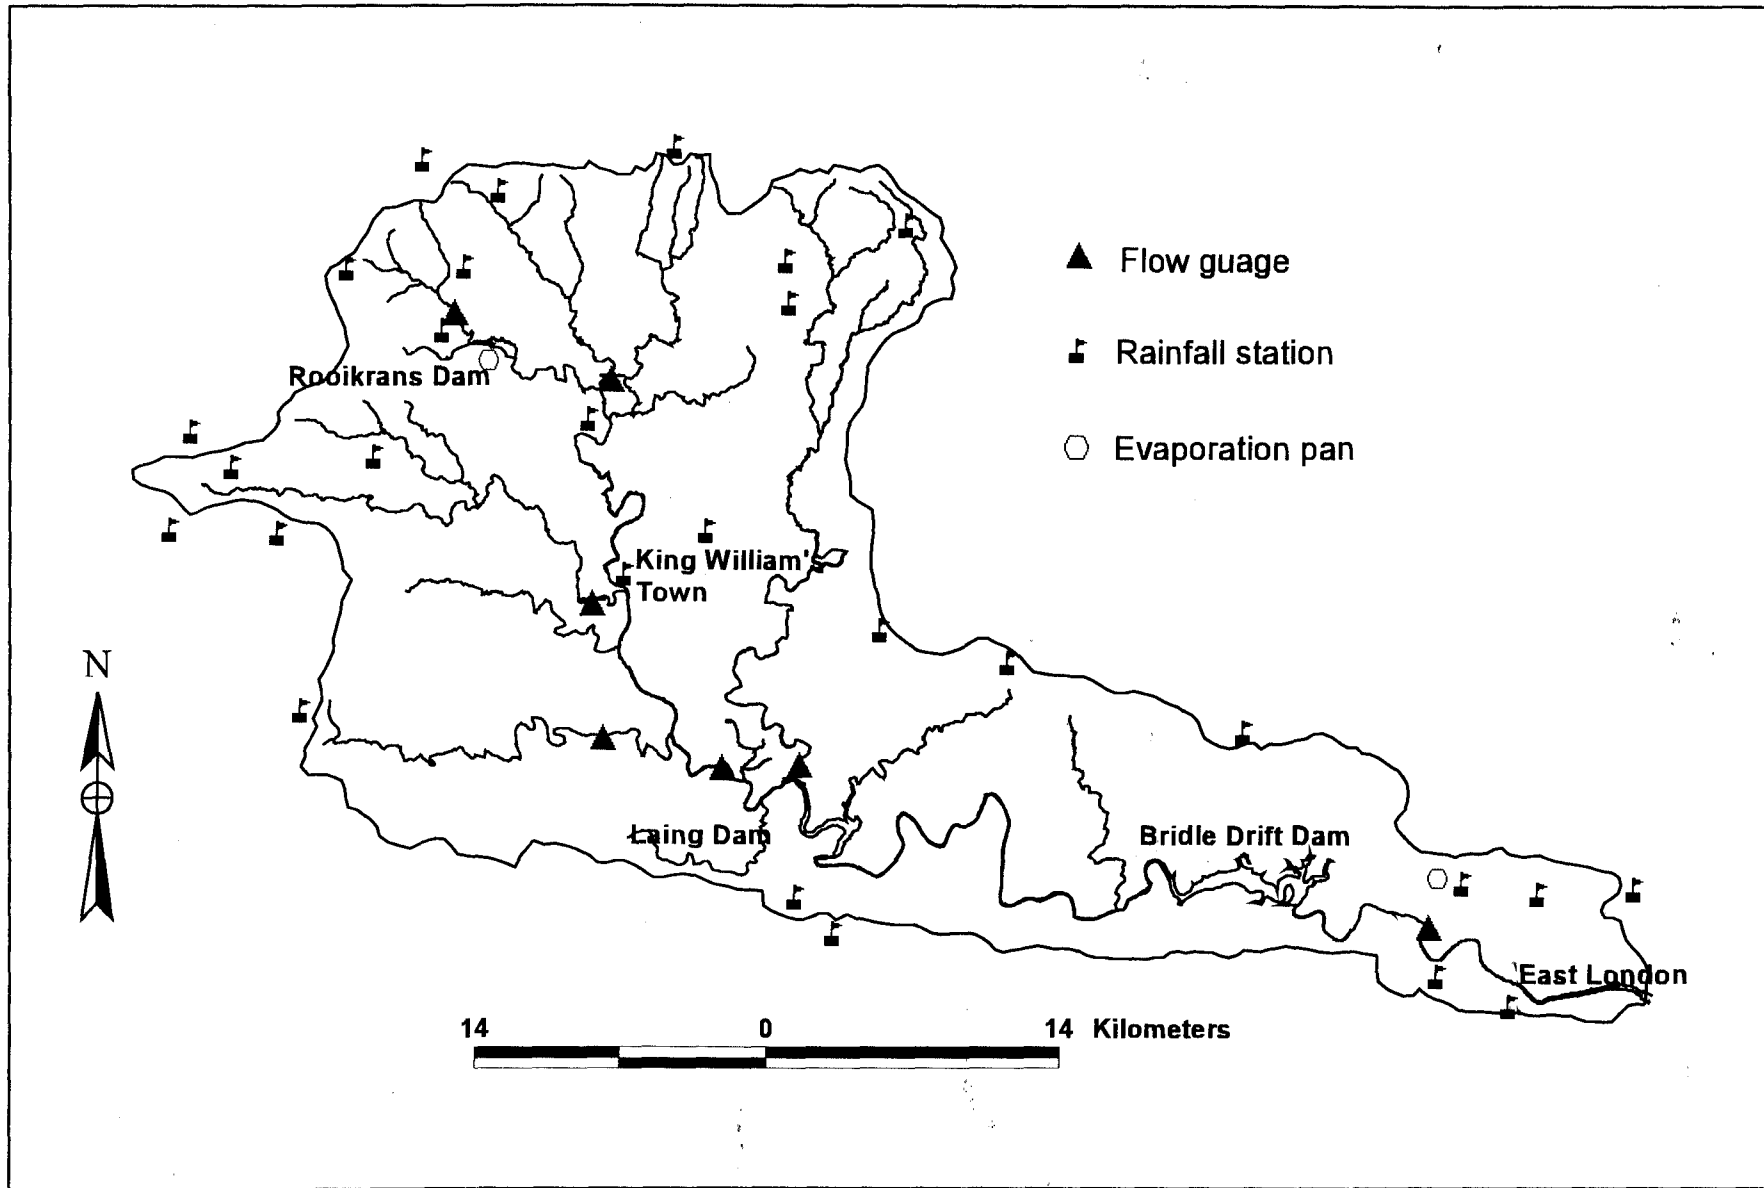 Flow guage
Rainfall station
Rooikrans Dam
Evaporation pan
King William'
Town
N
Laing Dam
Bridle Drift Dam
East London
14 0 14 Kilometers